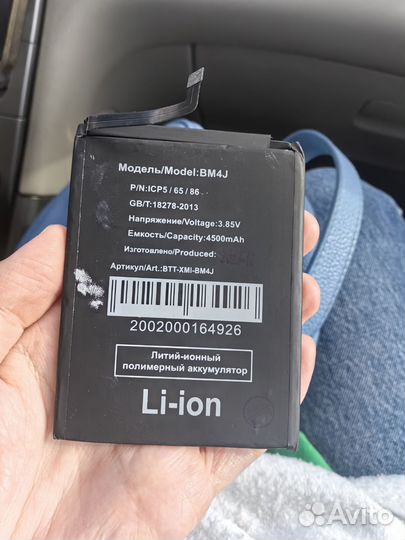 Модель/Model:BM4J
P/N:ICP5/65/86
GB/T:18278-2013
Напряжение/Voltage:3.85V
Емкость/Capacity:4500mAh
Изготовлено/Produced:
Артикул/Art.:BTT-XMI-BM4J
2002000164926
Литий-ионный
полимерный аккумулятор
Li-ion
Avito